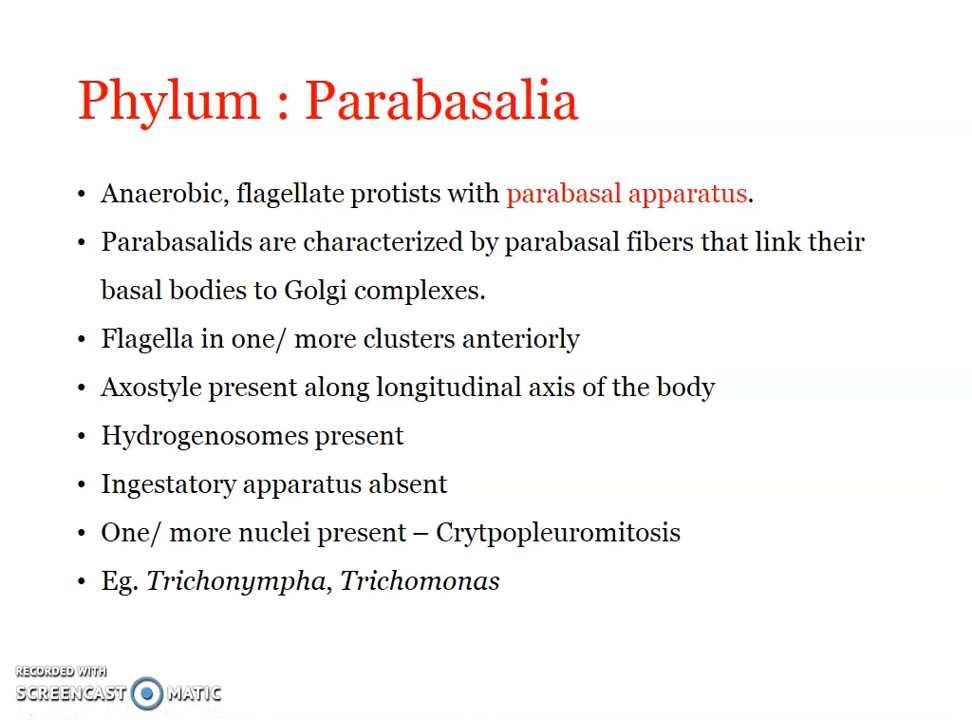 Phylum : Parabasalia
• Anaerobic, flagellate protists with parabasal apparatus.
• Parabasalids are characterized by parabasal fibers that link their
basal bodies to Golgi complexes.
• Flagella in one/ more clusters anteriorly
• Axostyle present along longitudinal axis of the body
• Hydrogenosomes present
• Ingestatory apparatus absent
• One/ more nuclei present – Crytpopleuromitosis
• Eg. Trichonympha, Trichomonas
RECORDED WITH
SCREENCAST MATIC